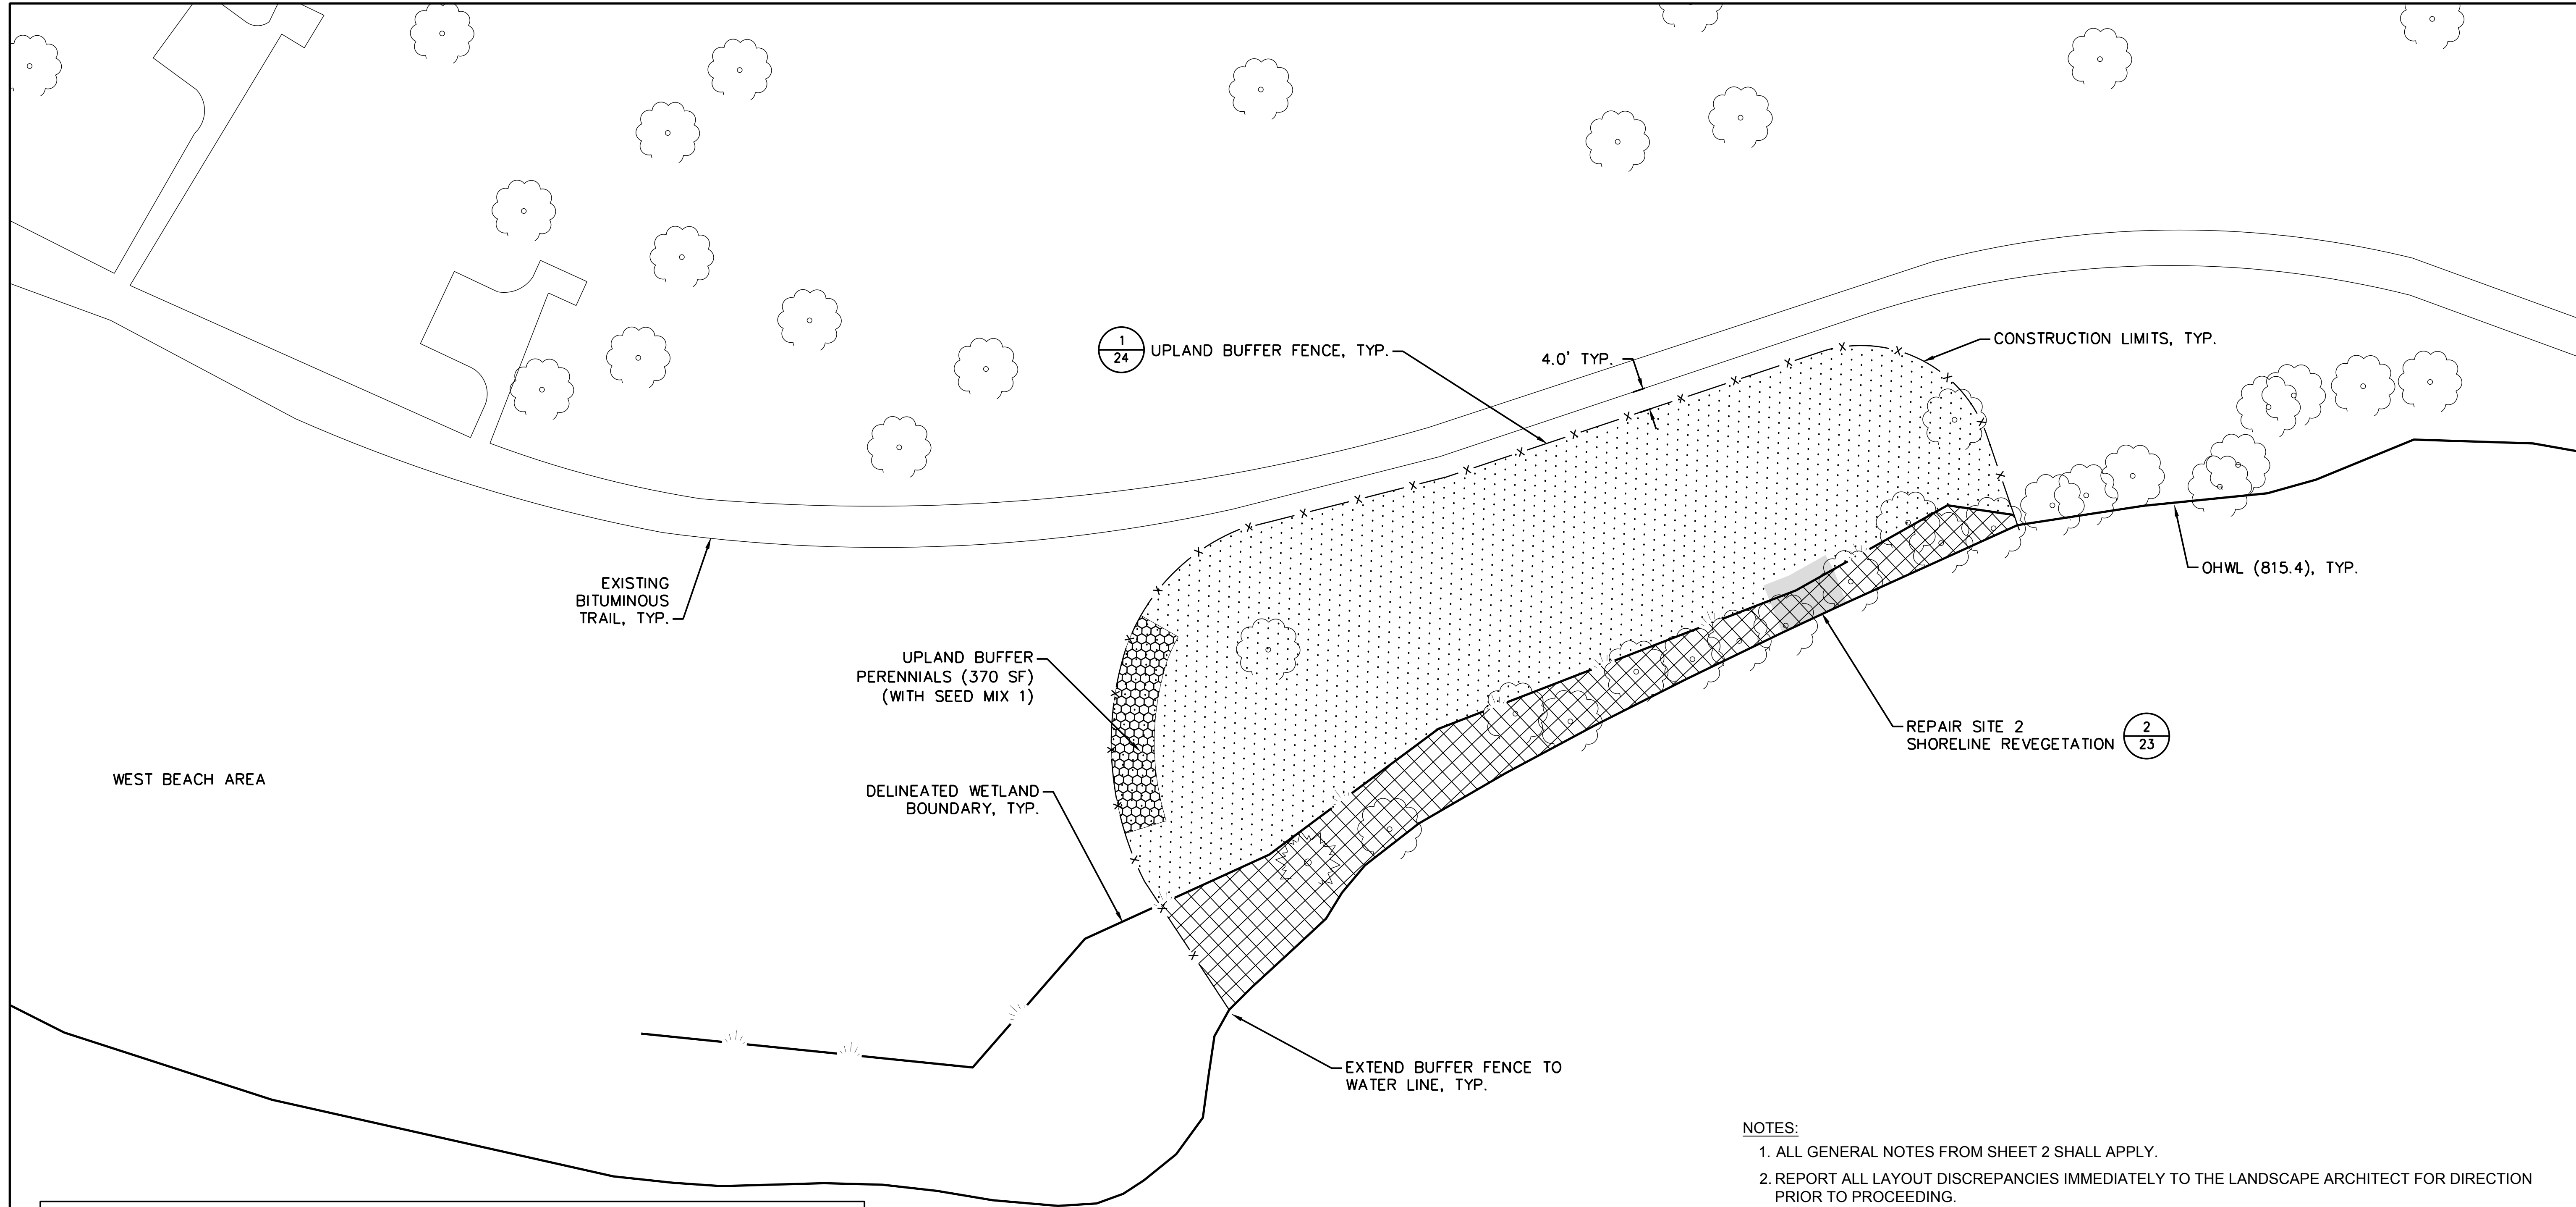 1
24
UPLAND BUFFER FENCE, TYP.
4.0' TYP.
CONSTRUCTION LIMITS, TYP.
EXISTING
BITUMINOUS
TRAIL, TYP.
OHWL (815.4), TYP.
UPLAND BUFFER
PERENNIALS (370 SF)
(WITH SEED MIX 1)
REPAIR SITE 2
SHORELINE REVEGETATION
2
23
WEST BEACH AREA
DELINEATED WETLAND
BOUNDARY, TYP.
EXTEND BUFFER FENCE TO
WATER LINE, TYP.
NOTES:
1. ALL GENERAL NOTES FROM SHEET 2 SHALL APPLY.
2. REPORT ALL LAYOUT DISCREPANCIES IMMEDIATELY TO THE LANDSCAPE ARCHITECT FOR DIRECTION
PRIOR TO PROCEEDING.